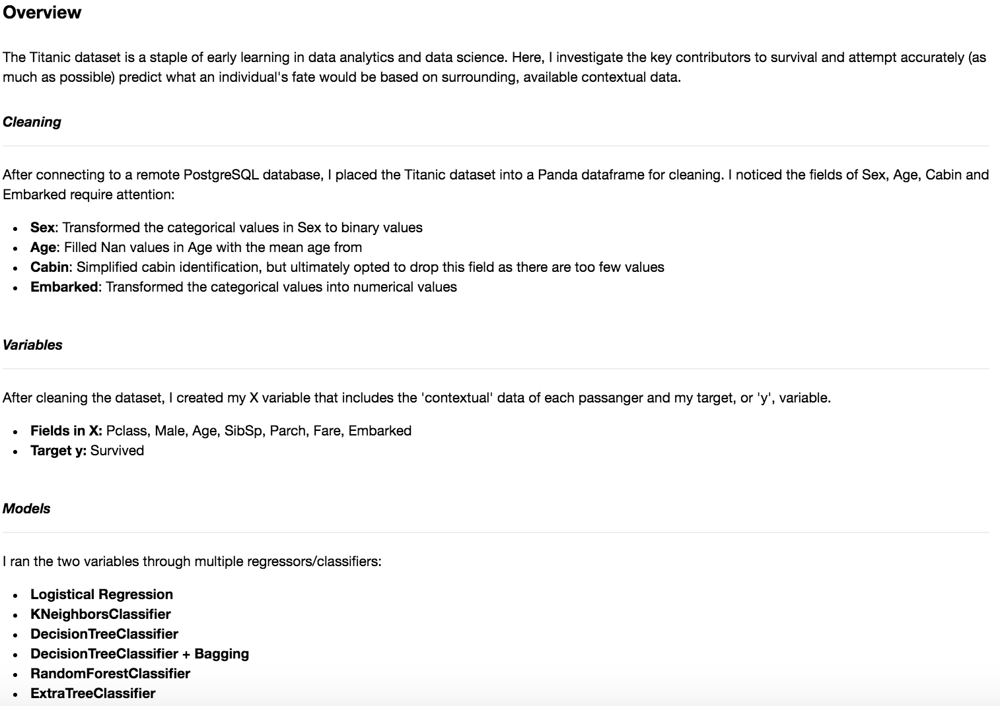 Overview
The Titanic dataset is a staple of early learning in data analytics and data science. Here, I investigate the key contributors to survival and attempt accurately (as
much as possible) predict what an individual's fate would be based on surrounding, available contextual data.
Cleaning
After connecting to a remote PostgreSQL database, I placed the Titanic dataset into a Panda dataframe for cleaning. I noticed the fields of Sex, Age, Cabin and
Embarked require attention:
• Sex: Transformed the categorical values in Sex to binary values
• Age: Filled Nan values in Age with the mean age from
• Cabin: Simplified cabin identification, but ultimately opted to drop this field as there are too few values
• Embarked: Transformed the categorical values into numerical values
Variables
After cleaning the dataset, I created my X variable that includes the 'contextual' data of each passanger and my target, or 'y', variable.
• Fields in X: Pclass, Male, Age, SibSp, Parch, Fare, Embarked
• Target y: Survived
Models
I ran the two variables through multiple regressors/classifiers:
• Logistical Regression
• KNeighborsClassifier
• DecisionTreeClassifier
• DecisionTreeClassifier + Bagging
• RandomForestClassifier
• ExtraTreeClassifier